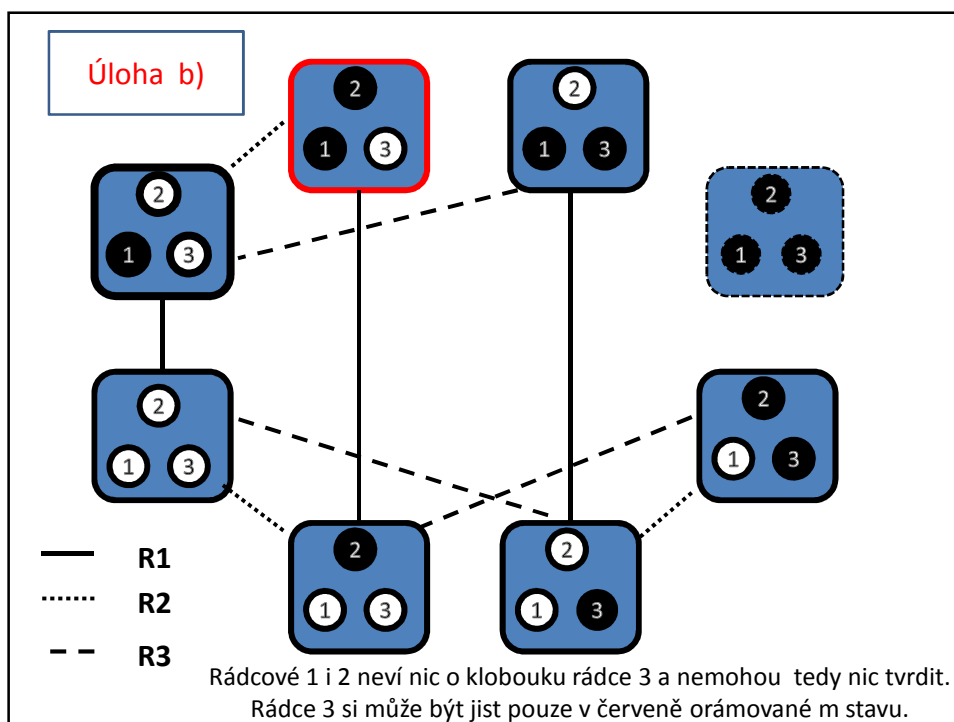 Úloha b)
2
1 3
2
1 3
2
1 3
2
1 3
2
1 3
2
1 3
2
1 3
2
1 3
R1
R2
R3
Rádcové 1 i 2 neví nic o klobouku rádce 3 a nemohou tedy nic tvrdit.
Rádce 3 si může být jist pouze v červeně orámované m stavu.